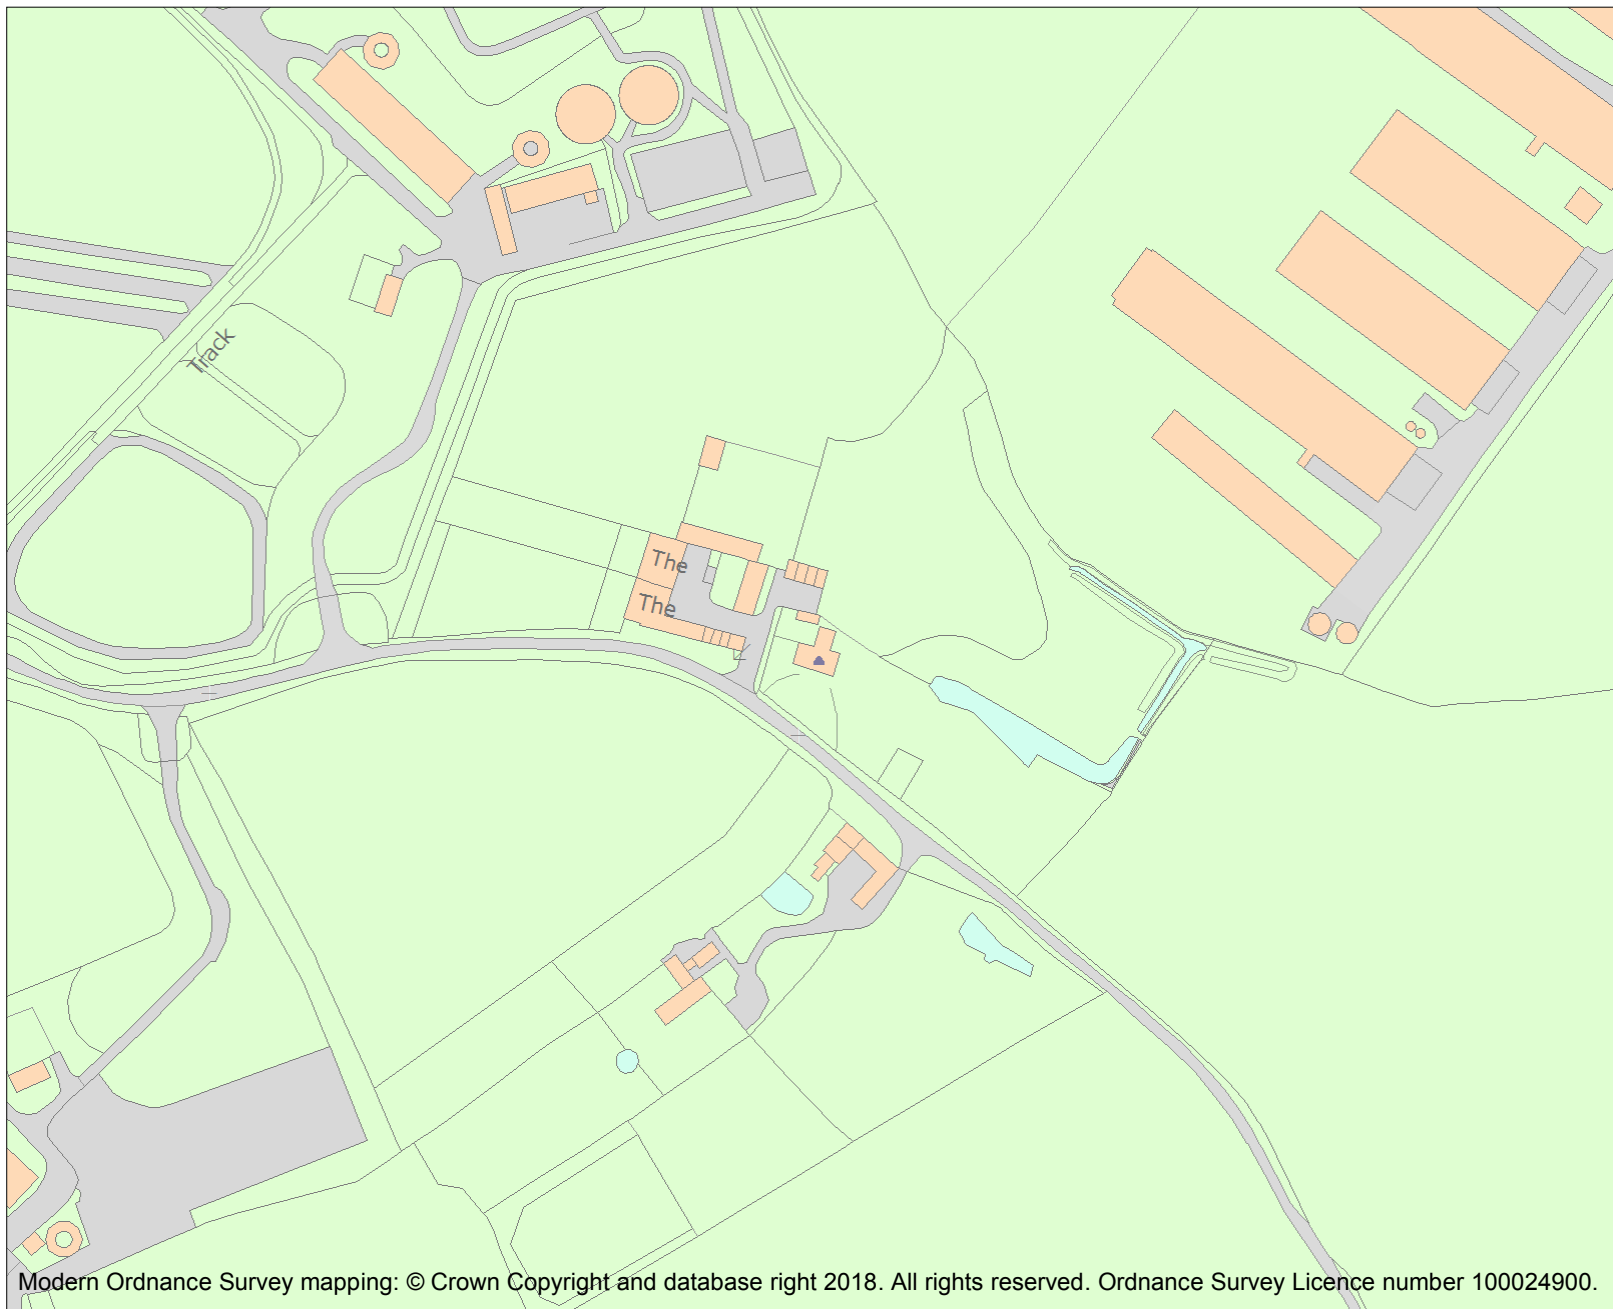 Track
The
The
Modern Ordnance Survey mapping: © Crown Copyright and database right 2018. All rights reserved. Ordnance Survey Licence number 100024900.